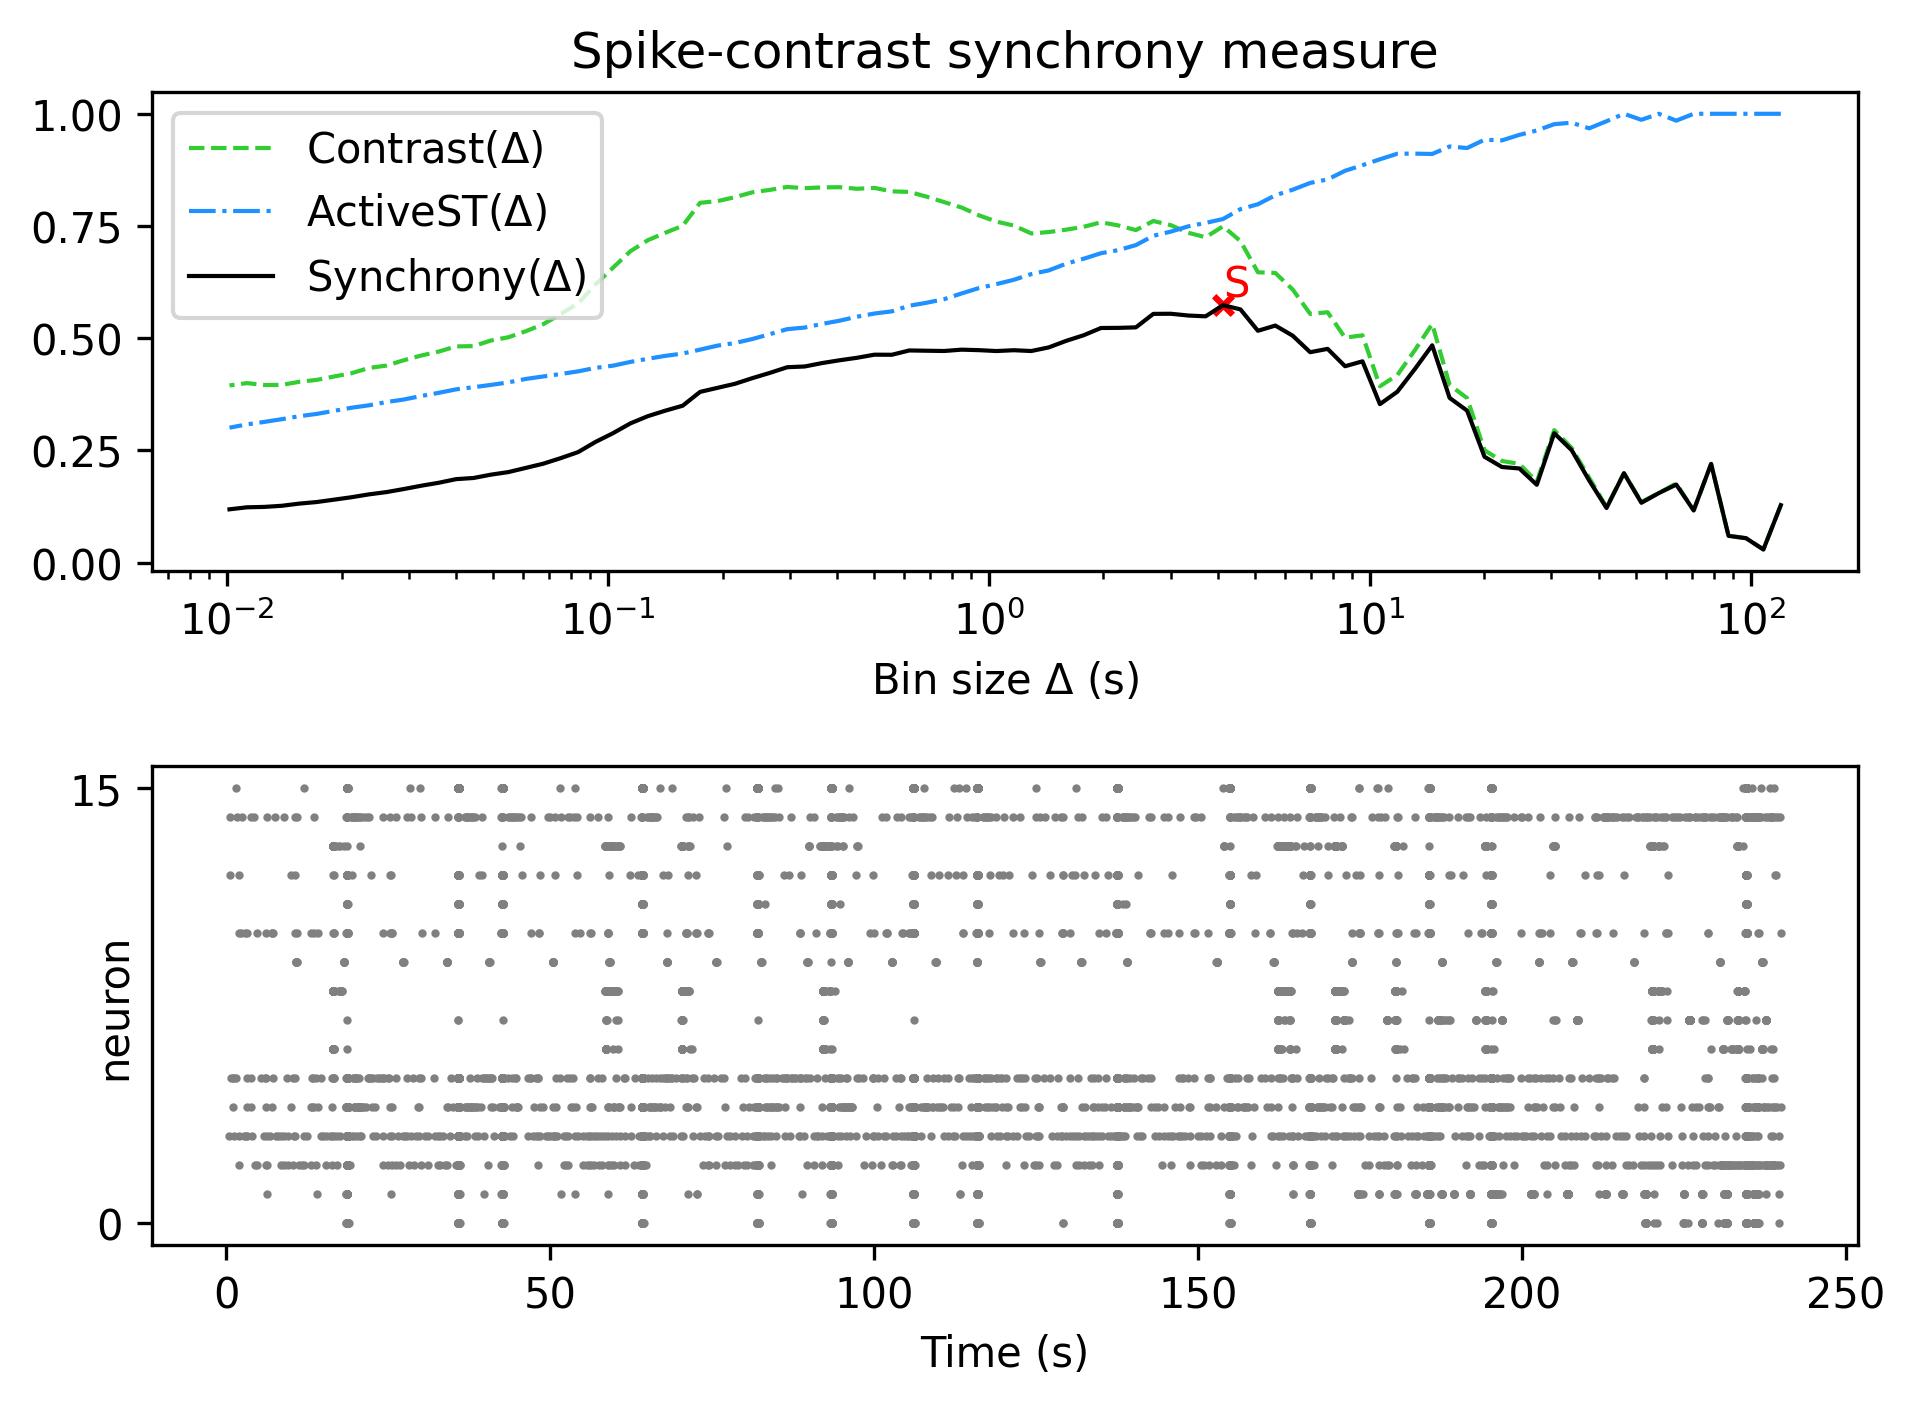 Spike-contrast synchrony measure
1.00
0.75
0.50
0.25
0.00
Contrast(Δ)
ActiveST(Δ)
Synchrony(Δ)
S
10⁻² 10⁻¹ 10⁰ 10¹ 10²
Bin size Δ (s)
15
0
neuron
0 50 100 150 200 250
Time (s)